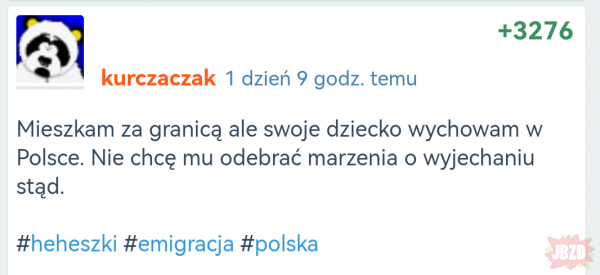 +3276
kurczaczak 1 dzień 9 godz. temu
Mieszkam za granicą ale swoje dziecko wychowam w
Polsce. Nie chcę mu odebrać marzenia o wyjechaniu
stąd.
#heheszki #emigracja #polska
JBZD